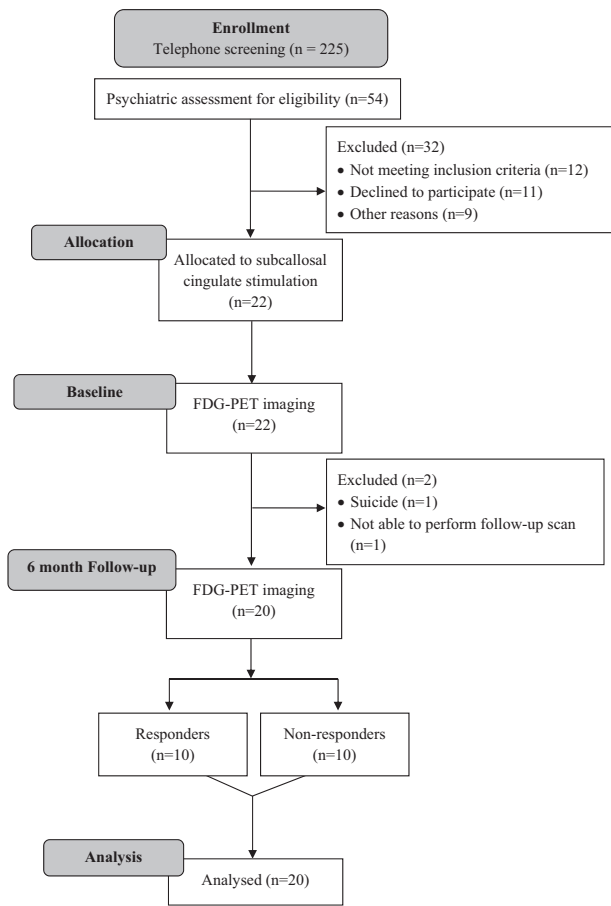 Enrollment
Telephone screening (n = 225)
Psychiatric assessment for eligibility (n=54)
Excluded (n=32)
• Not meeting inclusion criteria (n=12)
• Declined to participate (n=11)
• Other reasons (n=9)
Allocation
Allocated to subcallosal
cingulate stimulation
(n=22)
Baseline
FDG-PET imaging
(n=22)
Excluded (n=2)
• Suicide (n=1)
• Not able to perform follow-up scan
(n=1)
6 month Follow-up
FDG-PET imaging
(n=20)
Responders
(n=10)
Non-responders
(n=10)
Analysis
Analysed (n=20)